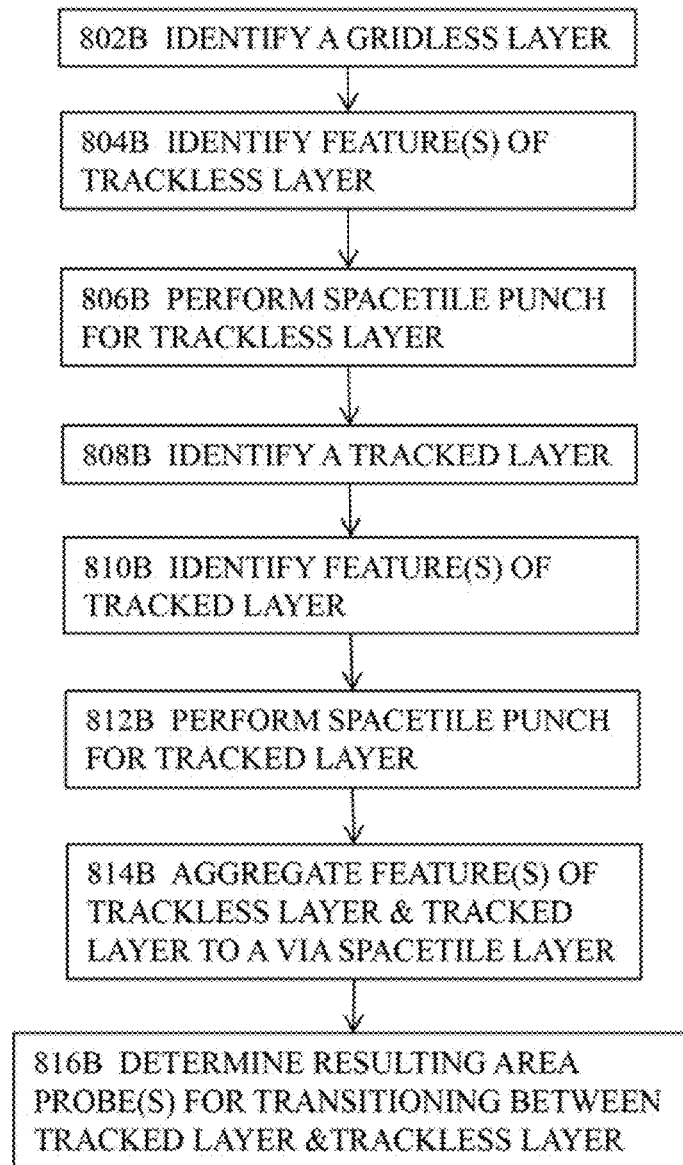 802B IDENTIFY A GRIDLESS LAYER
804B IDENTIFY FEATURE(S) OF
TRACKLESS LAYER
806B PERFORM SPACETILE PUNCH
FOR TRACKLESS LAYER
808B IDENTIFY A TRACKED LAYER
810B IDENTIFY FEATURE(S) OF
TRACKED LAYER
812B PERFORM SPACETILE PUNCH
FOR TRACKED LAYER
814B AGGREGATE FEATURE(S) OF
TRACKLESS LAYER & TRACKED
LAYER TO A VIA SPACETILE LAYER
816B DETERMINE RESULTING AREA
PROBE(S) FOR TRANSITIONING BETWEEN
TRACKED LAYER &TRACKLESS LAYER